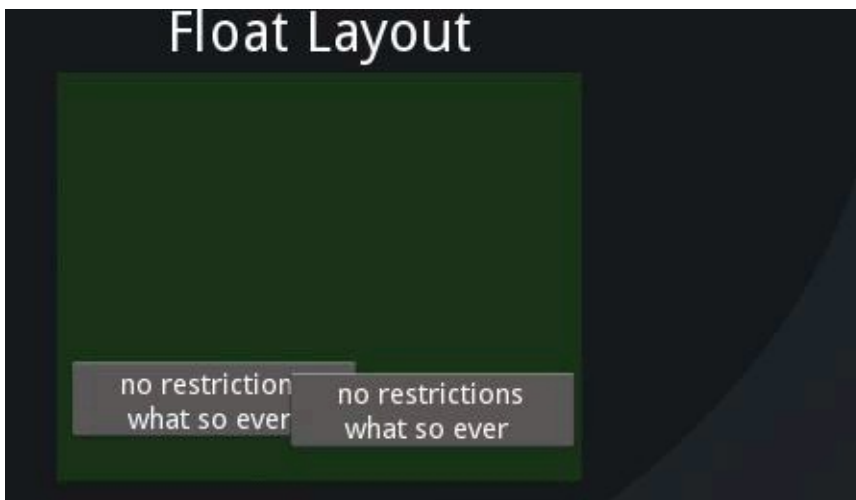 Float Layout
no restriction
what so ever
no restrictions
what so ever